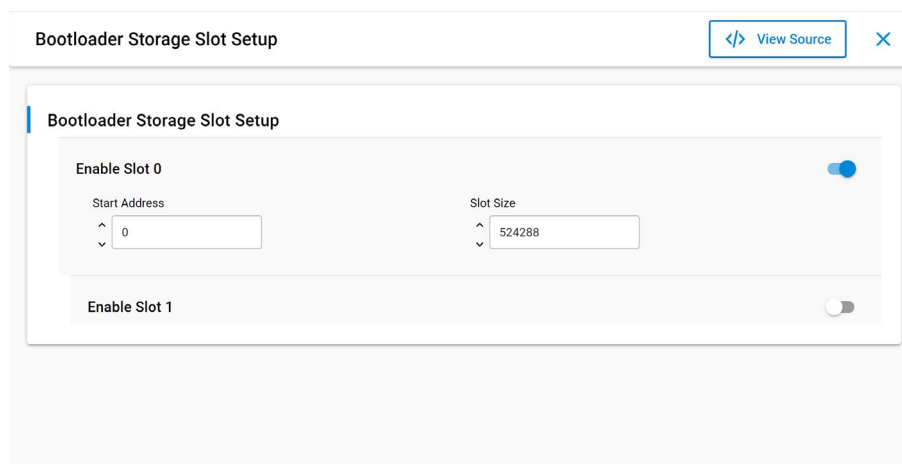 Bootloader Storage Slot Setup
</> View Source
Bootloader Storage Slot Setup
Enable Slot 0
Start Address Slot Size
0 524288
Enable Slot 1